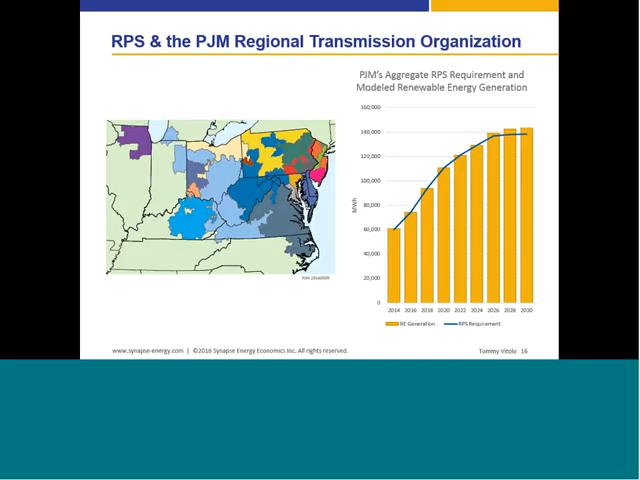 RPS & the PJM Regional Transmission Organization
PJM's Aggregate RPS Requirement and
Modeled Renewable Energy Generation
160,000
140,000
120,000
100,000
80,000
60,000
40,000
20,000
0
MWh
2014 2016 2018 2020 2022 2024 2026 2028 2030
RE Generation RPS Requirement
www.synapse-energy.com | ©2016 Synapse Energy Economics Inc. All rights reserved.
Tommy Vitolo 16